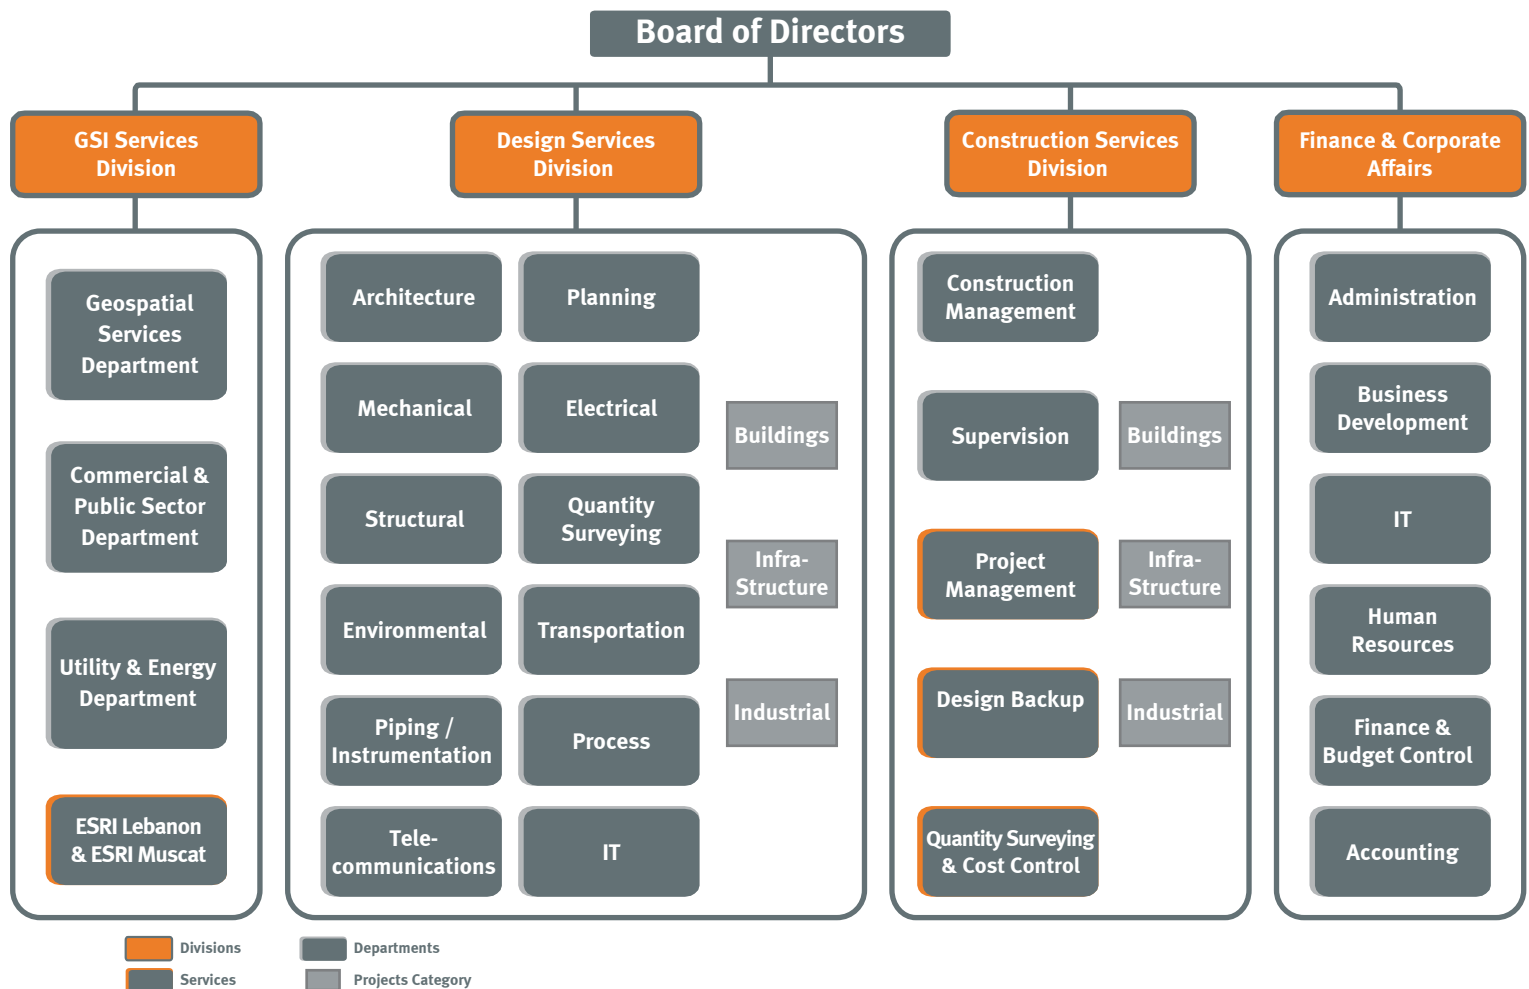 Board of Directors
GSI Services
Division
Design Services
Division
Construction Services
Division
Finance & Corporate
Affairs
Geospatial
Services
Department
Commercial &
Public Sector
Department
Utility & Energy
Department
ESRI Lebanon
& ESRI Muscat
Architecture
Planning
Mechanical
Electrical
Structural
Quantity
Surveying
Environmental
Transportation
Piping /
Instrumentation
Process
Tele-
communications
IT
Buildings
Infra-
Structure
Industrial
Construction
Management
Supervision
Project
Management
Design Backup
Quantity Surveying
& Cost Control
Buildings
Infra-
Structure
Industrial
Administration
Business
Development
IT
Human
Resources
Finance &
Budget Control
Accounting
Divisions
Departments
Services
Projects Category